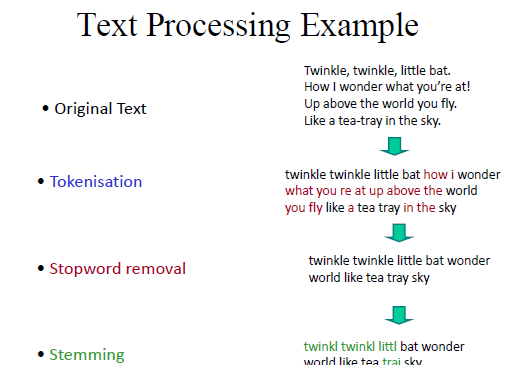 Text Processing Example
• Original Text
Twinkle, twinkle, little bat.
How I wonder what you're at!
Up above the world you fly.
Like a tea-tray in the sky.
• Tokenisation
twinkle twinkle little bat how i wonder
what you re at up above the world
you fly like a tea tray in the sky
• Stopword removal
twinkle twinkle little bat wonder
world like tea tray sky
• Stemming
twinkl twinkl littl bat wonder
world like tea trai sky